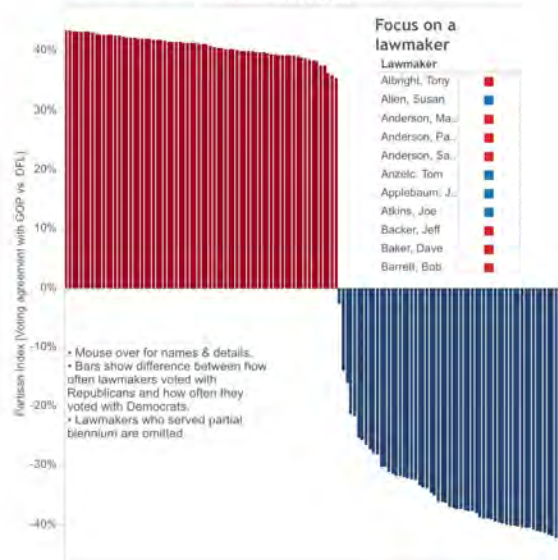 Focus on a
lawmaker
Lawmaker
Albright, Tony
Allen, Susan
Anderson, Ma..
Anderson, Pa..
Anderson, Sa..
Anzelc, Tom
Applebaum, J..
Atkins, Joe
Backer, Jeff
Baker, Dave
Barrett, Bob
Partisan Index [Voting agreement with GOP vs. DFL]
40%
30%
20%
10%
0%
-10%
-20%
-30%
-40%
• Mouse over for names & details.
• Bars show difference between how
often lawmakers voted with
Republicans and how often they
voted with Democrats.
• Lawmakers who served partial
biennium are omitted.